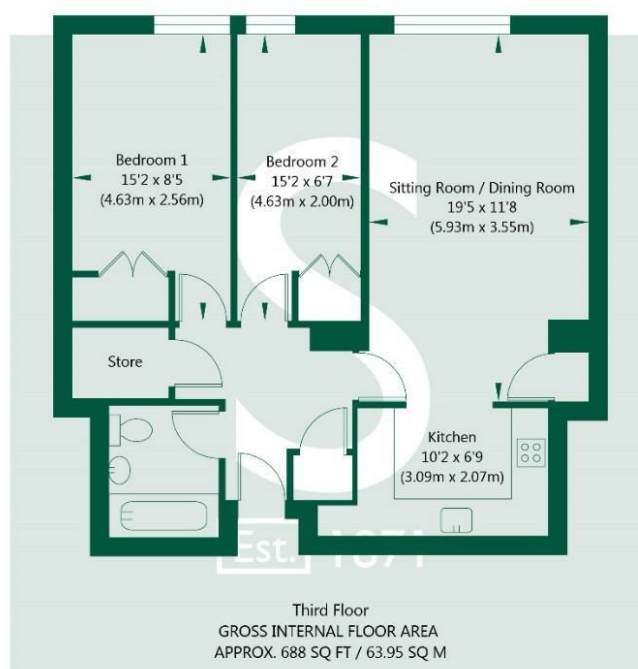 Bedroom 1
15'2 x 8'5
(4.63m x 2.56m)
Bedroom 2
15'2 x 6'7
(4.63m x 2.00m)
Sitting Room / Dining Room
19'5 x 11'8
(5.93m x 3.55m)
Store
Kitchen
10'2 x 6'9
(3.09m x 2.07m)
S
Est. 1871
Third Floor
GROSS INTERNAL FLOOR AREA
APPROX. 688 SQ FT / 63.95 SQ M